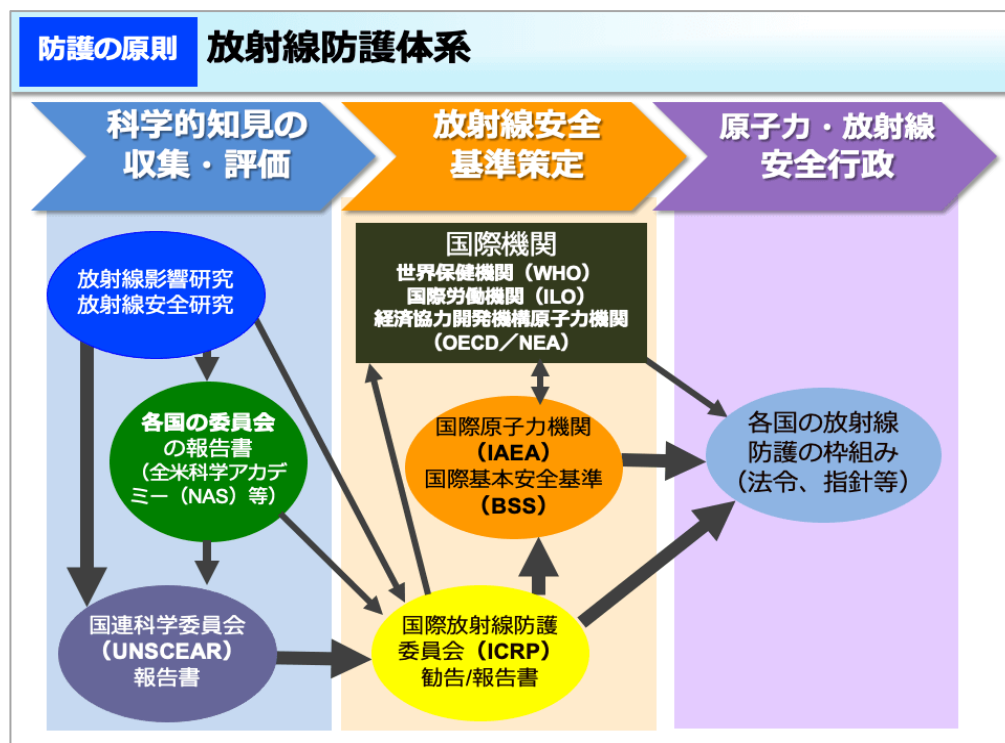 防護の原則
放射線防護体系
科学的知見の
収集・評価
放射線安全
基準策定
原子力・放射線
安全行政
放射線影響研究
放射線安全研究
各国の委員会
の報告書
（全米科学アカデ
ミー（NAS）等）
国連科学委員会
（UNSCEAR）
報告書
国際機関
世界保健機関（WHO）
国際労働機関（ILO）
経済協力開発機構原子力機関
（OECD／NEA）
国際原子力機関
（IAEA）
国際基本安全基準
（BSS）
国際放射線防護
委員会（ICRP）
勧告/報告書
各国の放射線
防護の枠組み
（法令、指針等）